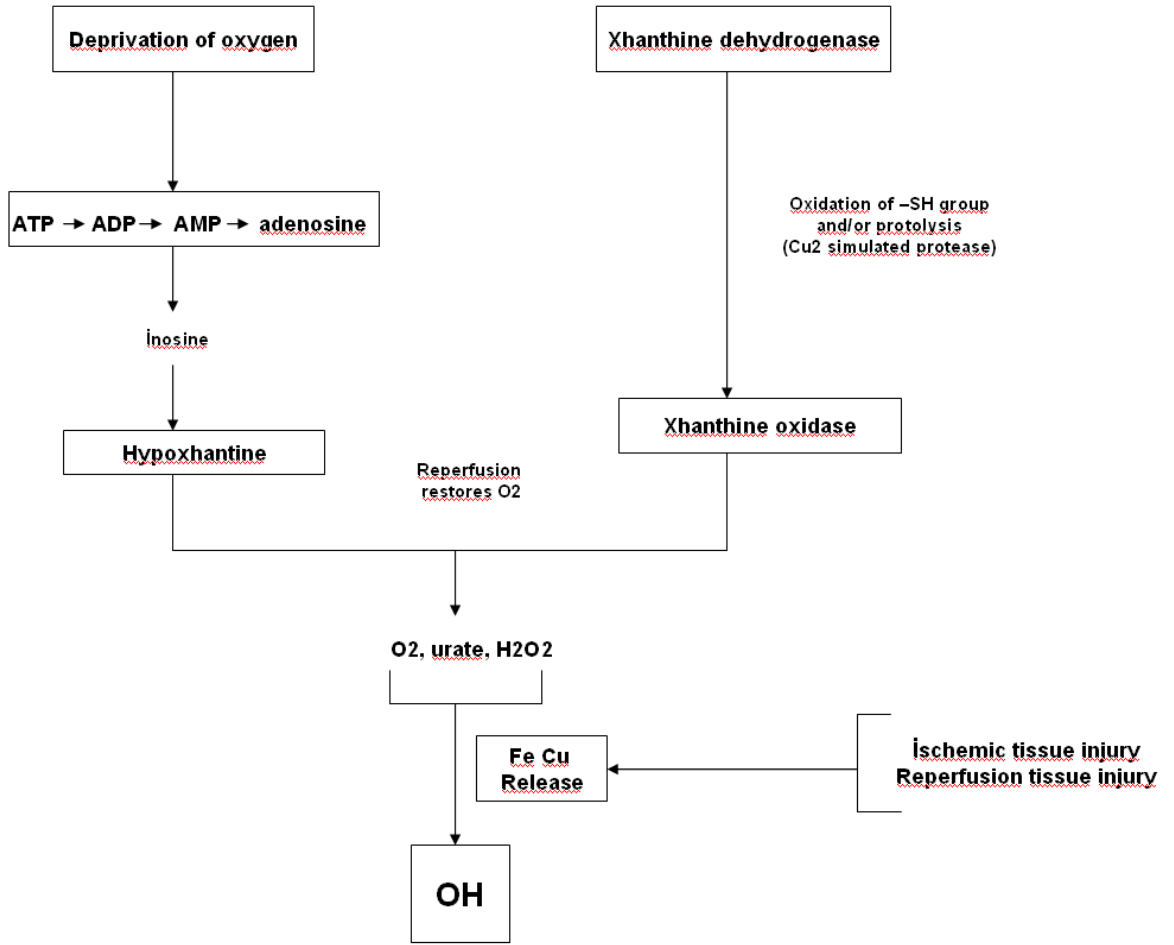 Deprivation of oxygen
Xhanthine dehydrogenase
Oxidation of –SH group
and/or protolysis
(Cu2 simulated protease)
ATP → ADP → AMP → adenosine
İnosine
Xhanthine oxidase
Hypoxhantine
Reperfusion
restores O2
O2, urate, H2O2
Fe Cu
Release
İschemic tissue injury
Reperfusion tissue injury
OH